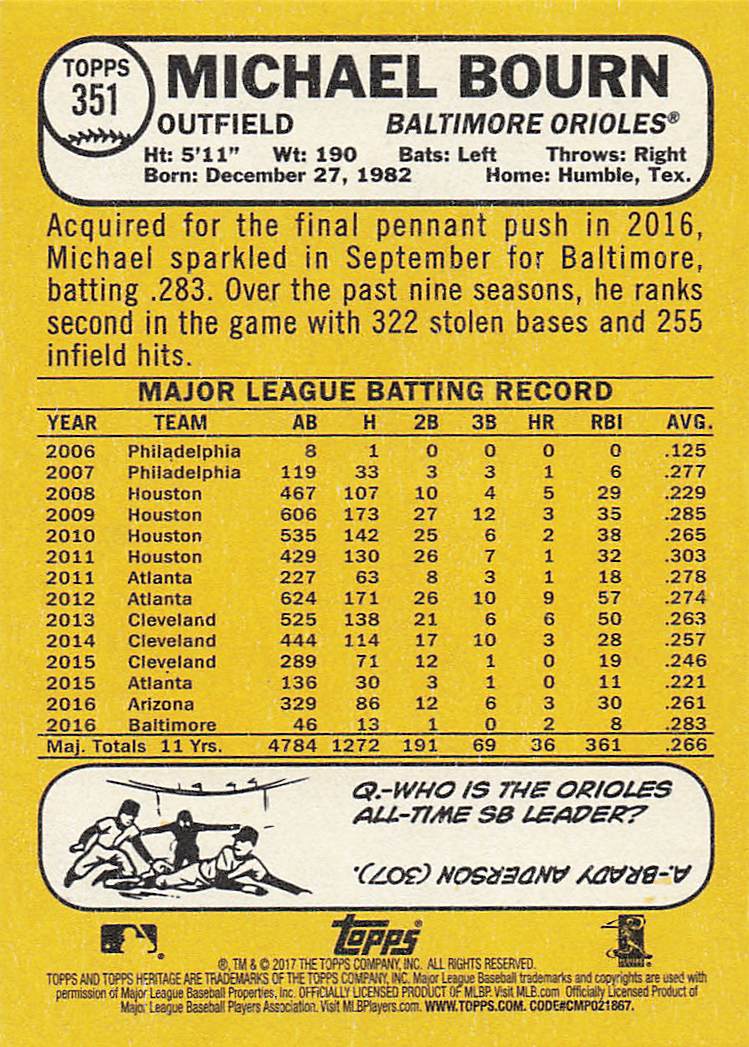 TOPPS
351
MICHAEL BOURN
OUTFIELD BALTIMORE ORIOLES®
Ht: 5'11" Wt: 190 Bats: Left Throws: Right
Born: December 27, 1982 Home: Humble, Tex.
Acquired for the final pennant push in 2016,
Michael sparkled in September for Baltimore,
batting .283. Over the past nine seasons, he ranks
second in the game with 322 stolen bases and 255
infield hits.
MAJOR LEAGUE BATTING RECORD
YEAR TEAM AB H 2B 3B HR RBI AVG.
2006 Philadelphia 8 1 0 0 0 0 .125
2007 Philadelphia 119 33 3 3 1 6 .277
2008 Houston 467 107 10 4 5 29 .229
2009 Houston 606 173 27 12 3 35 .285
2010 Houston 535 142 25 6 2 38 .265
2011 Houston 429 130 26 7 1 32 .303
2011 Atlanta 227 63 8 3 1 18 .278
2012 Atlanta 624 171 26 10 9 57 .274
2013 Cleveland 525 138 21 6 6 50 .263
2014 Cleveland 444 114 17 10 3 28 .257
2015 Cleveland 289 71 12 1 0 19 .246
2015 Atlanta 136 30 3 1 0 11 .221
2016 Arizona 329 86 12 6 3 30 .261
2016 Baltimore 46 13 1 0 2 8 .283
Maj. Totals 11 Yrs. 4784 1272 191 69 36 361 .266
Q.-WHO IS THE ORIOLES
ALL-TIME SB LEADER?
A.-BRADY ANDERSON (307).
Topps®
®, TM & © 2017 THE TOPPS COMPANY, INC. ALL RIGHTS RESERVED.
TOPPS AND TOPPS HERITAGE ARE TRADEMARKS OF THE TOPPS COMPANY, INC. Major League Baseball trademarks and copyrights are used with
permission of Major League Baseball Properties, Inc. OFFICIALLY LICENSED PRODUCT OF MLBP. Visit MLB.com Officially Licensed Product of
Major League Baseball Players Association. Visit MLBPlayers.com. WWW.TOPPS.COM. CODE#CMP021867.